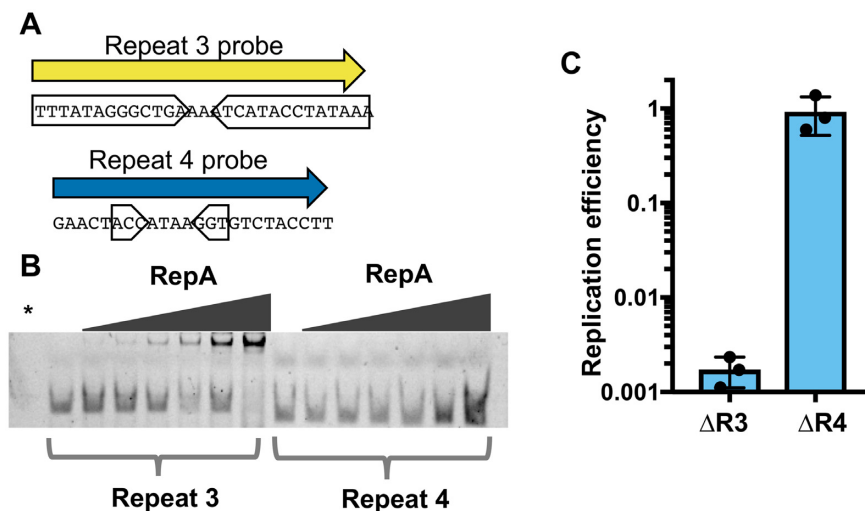 A
Repeat 3 probe
TTTATAGGGCTGAAAATCATACCTATAAA
Repeat 4 probe
GAACTACCATAAGGTGTCTACCTT
B
RepA
RepA
*
Repeat 3
Repeat 4
C
Replication efficiency
1
0.1
0.01
0.001
ΔR3
ΔR4